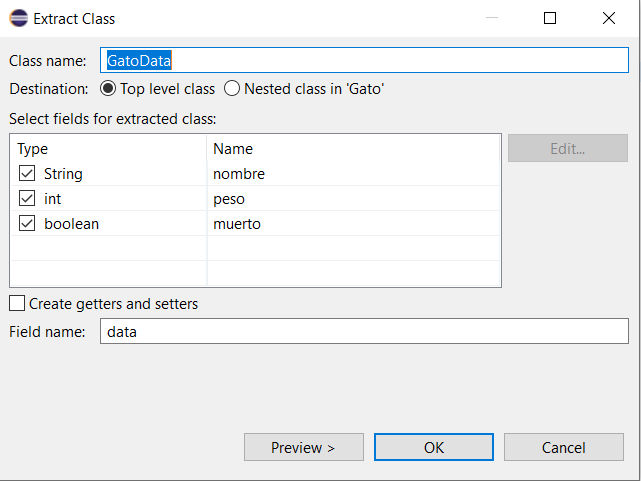 Extract Class
Class name: GatoData
Destination: Top level class Nested class in 'Gato'
Select fields for extracted class:
Type Name
Edit...
String nombre
int peso
boolean muerto
Create getters and setters
Field name: data
Preview > OK Cancel